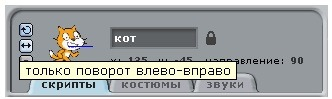 кот
только поворот влево-вправо
направление: 90
скрипты
костюмы
звуки